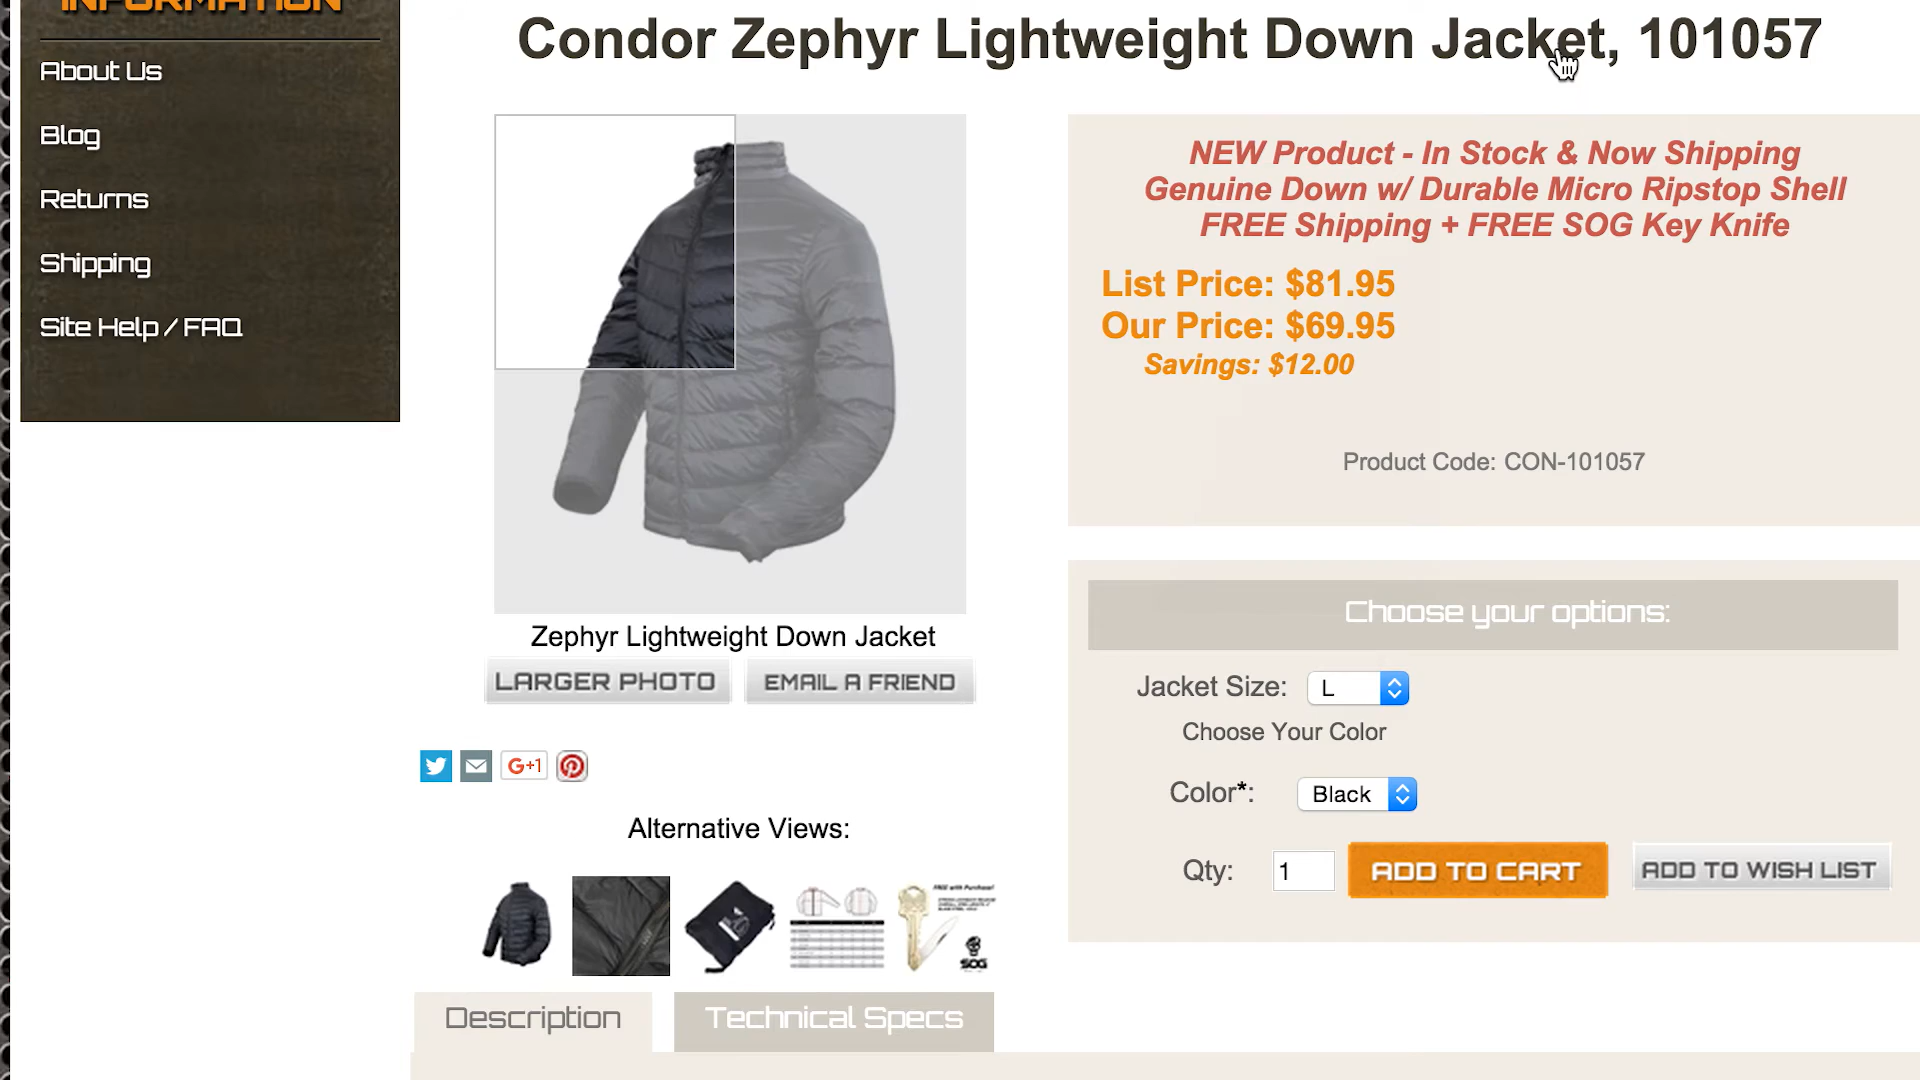 INFORMATION
About Us
Blog
Returns
Shipping
Site Help / FAQ
Condor Zephyr Lightweight Down Jacket, 101057
NEW Product - In Stock & Now Shipping
Genuine Down w/ Durable Micro Ripstop Shell
FREE Shipping + FREE SOG Key Knife
List Price: $81.95
Our Price: $69.95
Savings: $12.00
Product Code: CON-101057
Zephyr Lightweight Down Jacket
LARGER PHOTO
EMAIL A FRIEND
G+1
Alternative Views:
FREE with Purchase!
SOG
Description
Technical Specs
Choose your options:
Jacket Size: L
Choose Your Color
Color*: Black
Qty: 1
ADD TO CART
ADD TO WISH LIST